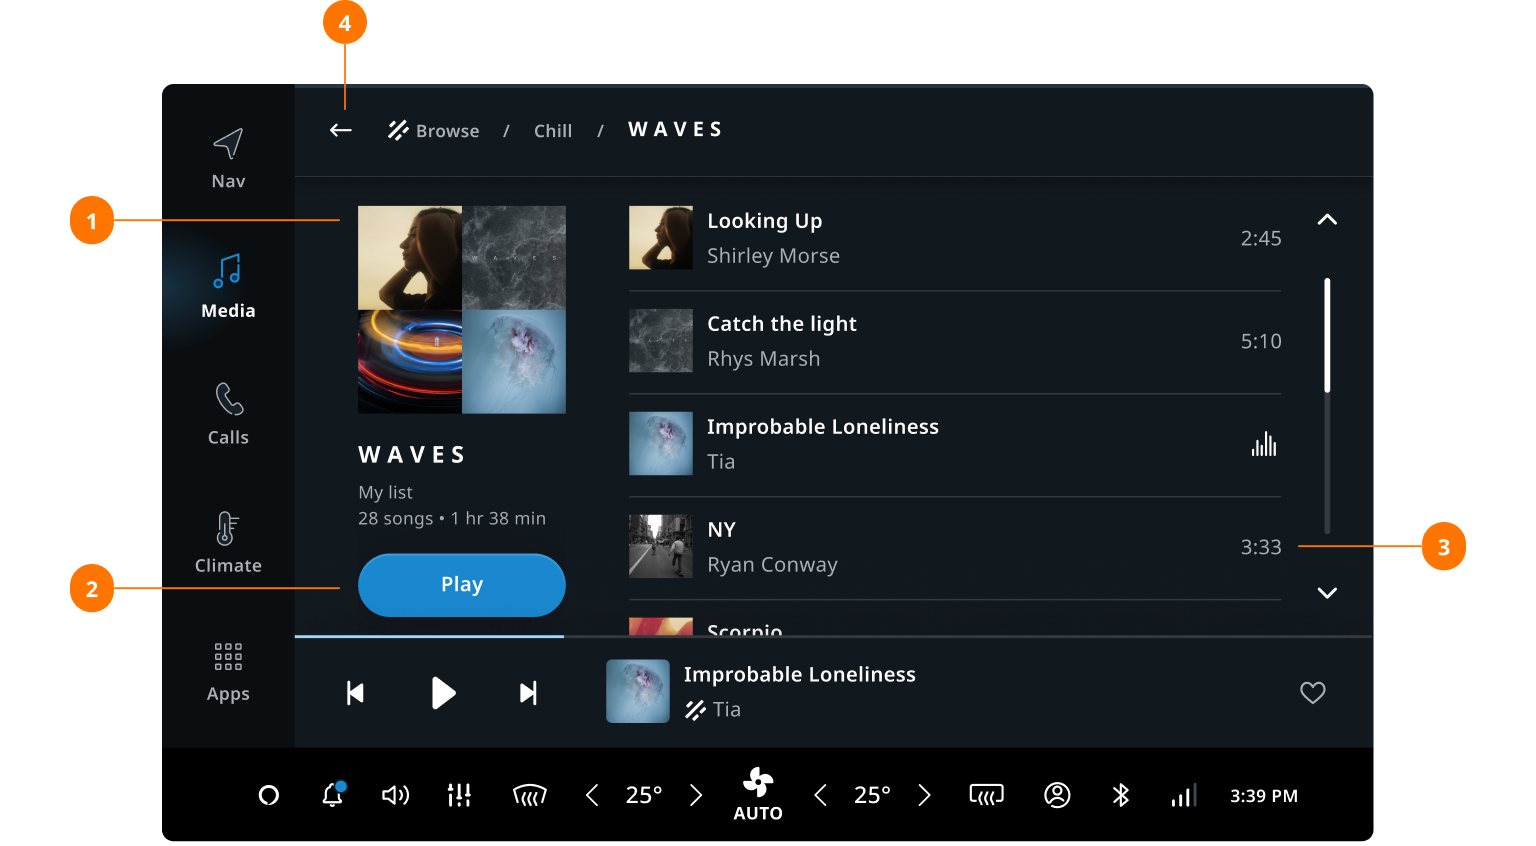 4
Browse / Chill / WAVES
Nav
1
W A V E S
Looking Up
Shirley Morse
2:45
Media
Catch the light
Rhys Marsh
5:10
Calls
WAVES
My list
28 songs • 1 hr 38 min
Improbable Loneliness
Tia
NY
Ryan Conway
3:33
3
Climate
2
Play
Scorpio
Apps
Improbable Loneliness
Tia
25°
AUTO
25°
3:39 PM